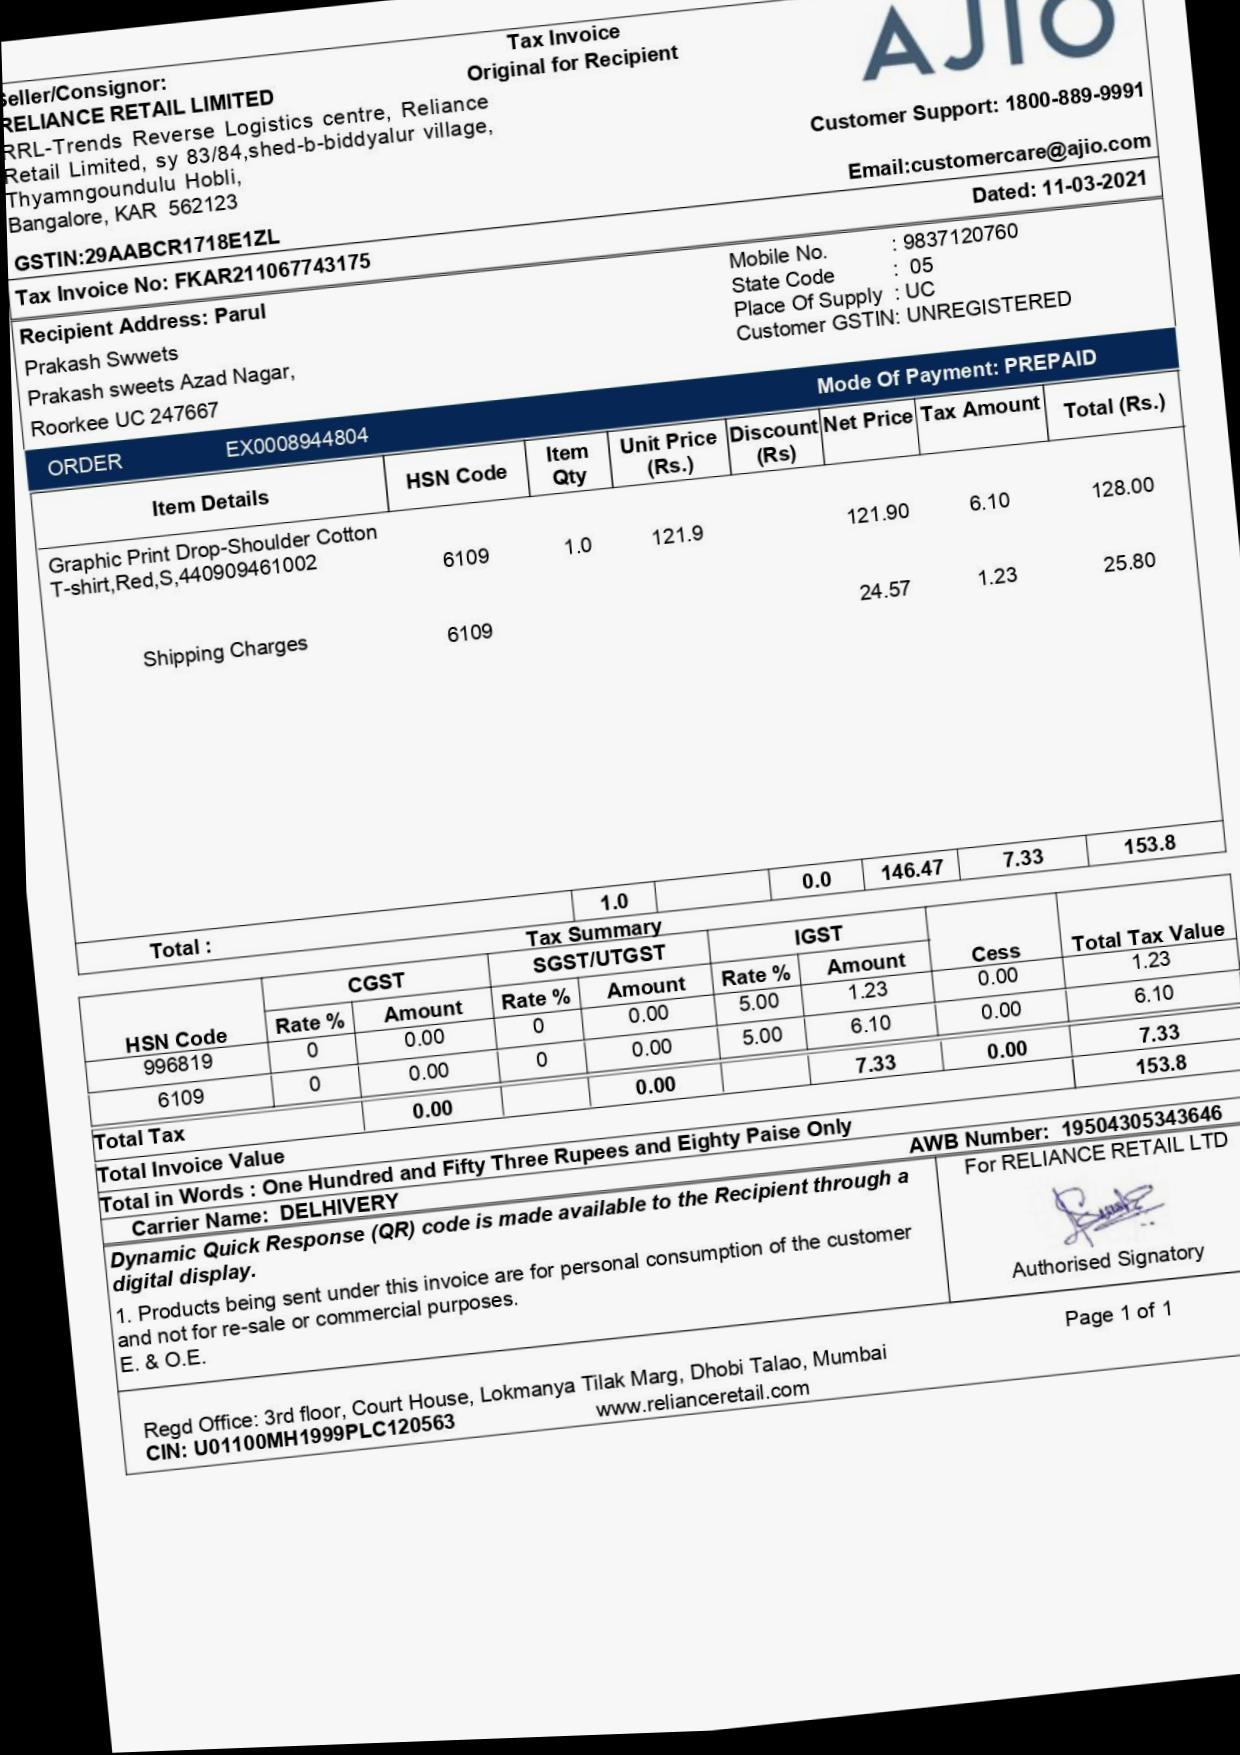 Tax Invoice
Original for Recipient
AJIO
Seller/Consignor:
RELIANCE RETAIL LIMITED
RRL-Trends Reverse Logistics centre, Reliance
Retail Limited, sy 83/84,shed-b-biddyalur village,
Thyamngoundulu Hobli,
Bangalore, KAR 562123
Customer Support: 1800-889-9991
Email:customercare@ajio.com
GSTIN:29AABCR1718E1ZL
Tax Invoice No: FKAR211067743175 Dated: 11-03-2021
Recipient Address: Parul
Prakash Swwets
Prakash sweets Azad Nagar,
Roorkee UC 247667
Mobile No. : 9837120760
State Code : 05
Place Of Supply : UC
Customer GSTIN: UNREGISTERED
ORDER EX0008944804 Mode Of Payment: PREPAID
Item Details HSN Code Item Qty Unit Price (Rs.) Discount (Rs) Net Price Tax Amount Total (Rs.)
Graphic Print Drop-Shoulder Cotton
T-shirt,Red,S,440909461002 6109 1.0 121.9 121.90 6.10 128.00
Shipping Charges 6109 24.57 1.23 25.80
Total : 1.0 0.0 146.47 7.33 153.8
Tax Summary
HSN Code CGST SGST/UTGST IGST Cess Total Tax Value
Rate % Amount Rate % Amount Rate % Amount
996819 0 0.00 0 0.00 5.00 1.23 0.00 1.23
6109 0 0.00 0 0.00 5.00 6.10 0.00 6.10
Total Tax 0.00 0.00 7.33 0.00 7.33
Total Invoice Value 153.8
Total in Words : One Hundred and Fifty Three Rupees and Eighty Paise Only
Carrier Name: DELHIVERY AWB Number: 19504305343646
Dynamic Quick Response (QR) code is made available to the Recipient through a
digital display.
1. Products being sent under this invoice are for personal consumption of the customer
and not for re-sale or commercial purposes.
E. & O.E.
For RELIANCE RETAIL LTD
Authorised Signatory
Page 1 of 1
Regd Office: 3rd floor, Court House, Lokmanya Tilak Marg, Dhobi Talao, Mumbai
CIN: U01100MH1999PLC120563 www.relianceretail.com